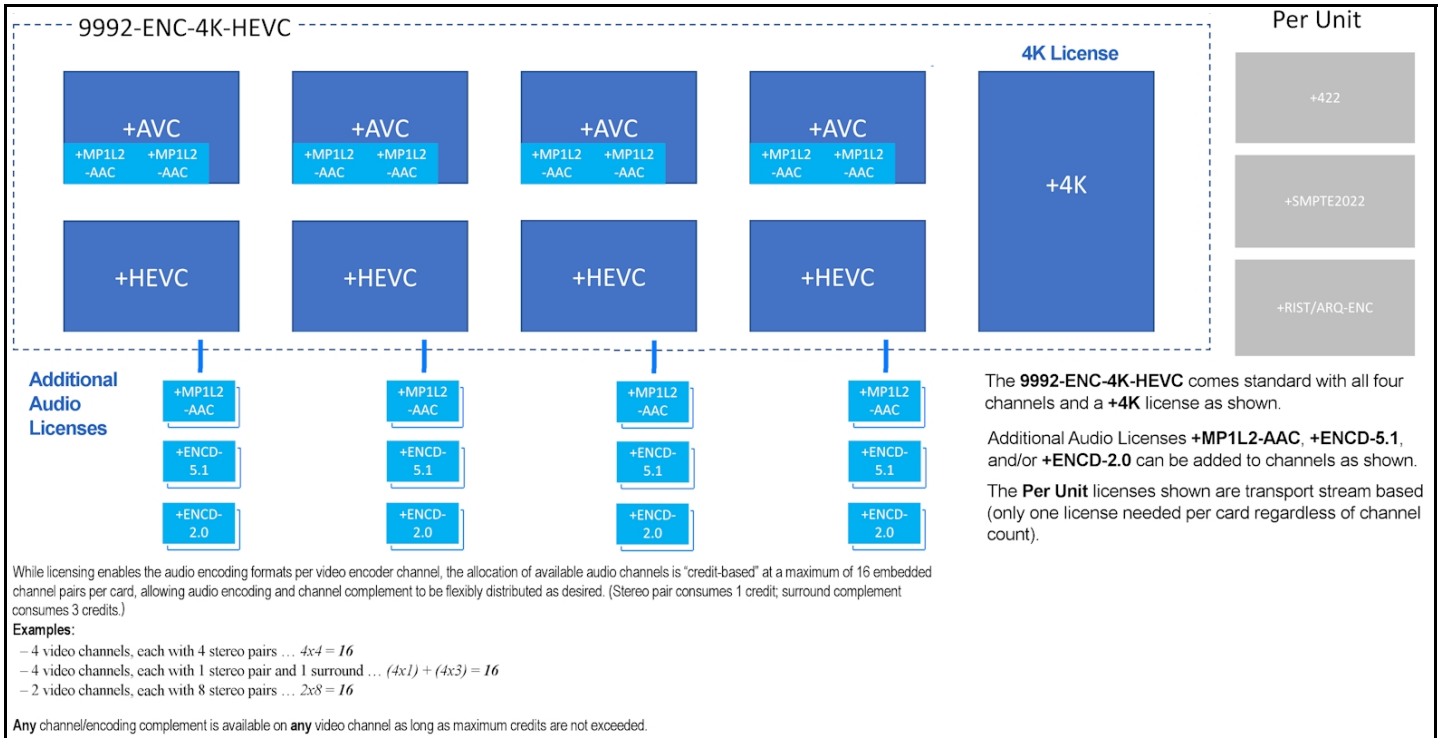 9992-ENC-4K-HEVC
Per Unit
4K License
+AVC
+MP1L2
-AAC
+MP1L2
-AAC
+AVC
+MP1L2
-AAC
+MP1L2
-AAC
+AVC
+MP1L2
-AAC
+MP1L2
-AAC
+AVC
+MP1L2
-AAC
+MP1L2
-AAC
+4K
+422
+SMPTE2022
+RIST/ARQ-ENC
+HEVC
+HEVC
+HEVC
+HEVC
Additional
Audio
Licenses
+MP1L2
-AAC
+MP1L2
-AAC
+MP1L2
-AAC
+MP1L2
-AAC
+ENCD-
5.1
+ENCD-
5.1
+ENCD-
5.1
+ENCD-
5.1
+ENCD-
2.0
+ENCD-
2.0
+ENCD-
2.0
+ENCD-
2.0
The 9992-ENC-4K-HEVC comes standard with all four
channels and a +4K license as shown.
Additional Audio Licenses +MP1L2-AAC, +ENCD-5.1,
and/or +ENCD-2.0 can be added to channels as shown.
The Per Unit licenses shown are transport stream based
(only one license needed per card regardless of channel
count).
While licensing enables the audio encoding formats per video encoder channel, the allocation of available audio channels is “credit-based” at a maximum of 16 embedded
channel pairs per card, allowing audio encoding and channel complement to be flexibly distributed as desired. (Stereo pair consumes 1 credit; surround complement
consumes 3 credits.)
Examples:
– 4 video channels, each with 4 stereo pairs … 4x4 = 16
– 4 video channels, each with 1 stereo pair and 1 surround … (4x1) + (4x3) = 16
– 2 video channels, each with 8 stereo pairs … 2x8 = 16
Any channel/encoding complement is available on any video channel as long as maximum credits are not exceeded.